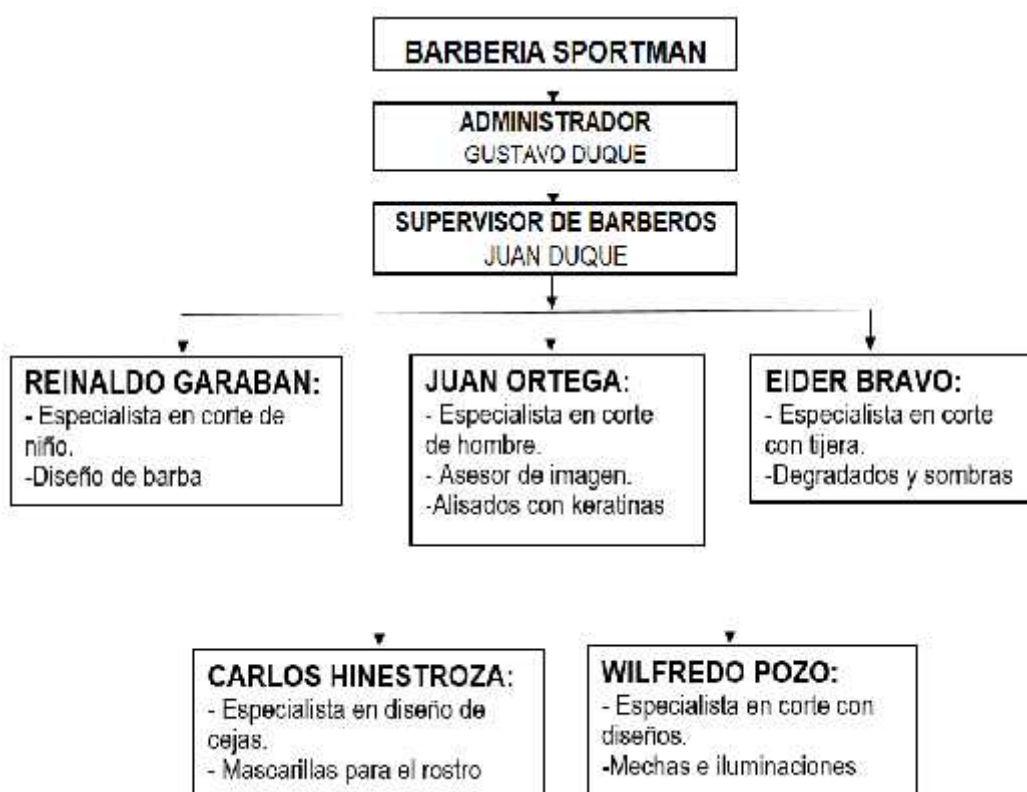 BARBERIA SPORTMAN
ADMINISTRADOR
GUSTAVO DUQUE
SUPERVISOR DE BARBEROS
JUAN DUQUE
REINALDO GARABAN:
- Especialista en corte de
niño.
-Diseño de barba
JUAN ORTEGA:
- Especialista en corte
de hombre.
- Asesor de imagen.
-Alisados con keratinas
EIDER BRAVO:
- Especialista en corte
con tijera.
-Degradados y sombras
CARLOS HINESTROZA:
- Especialista en diseño de
cejas.
- Mascarillas para el rostro
WILFREDO POZO:
- Especialista en corte con
diseños.
-Mechas e iluminaciones